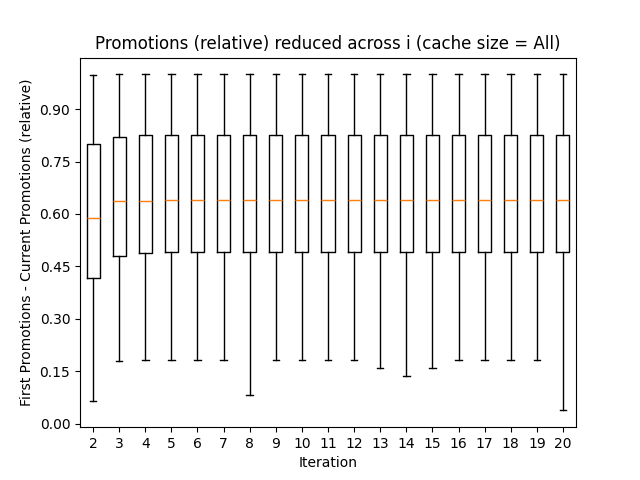 Promotions (relative) reduced across i (cache size = All)
First Promotions - Current Promotions (relative)
0.90
0.75
0.60
0.45
0.30
0.15
0.00
2 3 4 5 6 7 8 9 10 11 12 13 14 15 16 17 18 19 20
Iteration